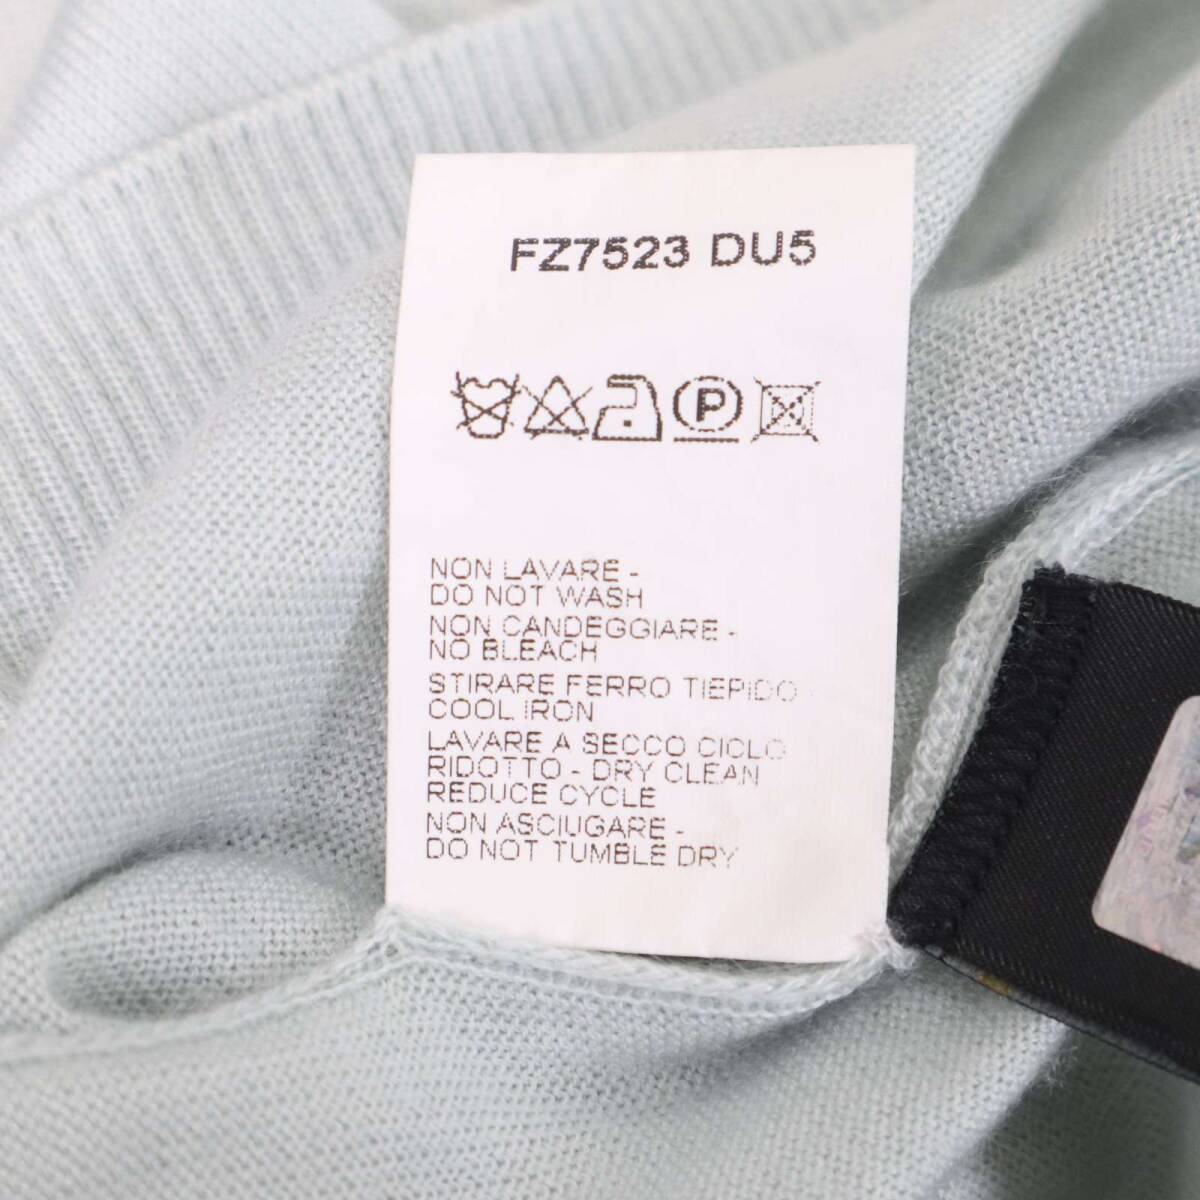 FZ7523 DU5
P
NON LAVARE -
DO NOT WASH
NON CANDEGGIARE -
NO BLEACH
STIRARE FERRO TIEPIDO
COOL IRON
LAVARE A SECCO CICLO
RIDOTTO - DRY CLEAN
REDUCE CYCLE
NON ASCIUGARE -
DO NOT TUMBLE DRY